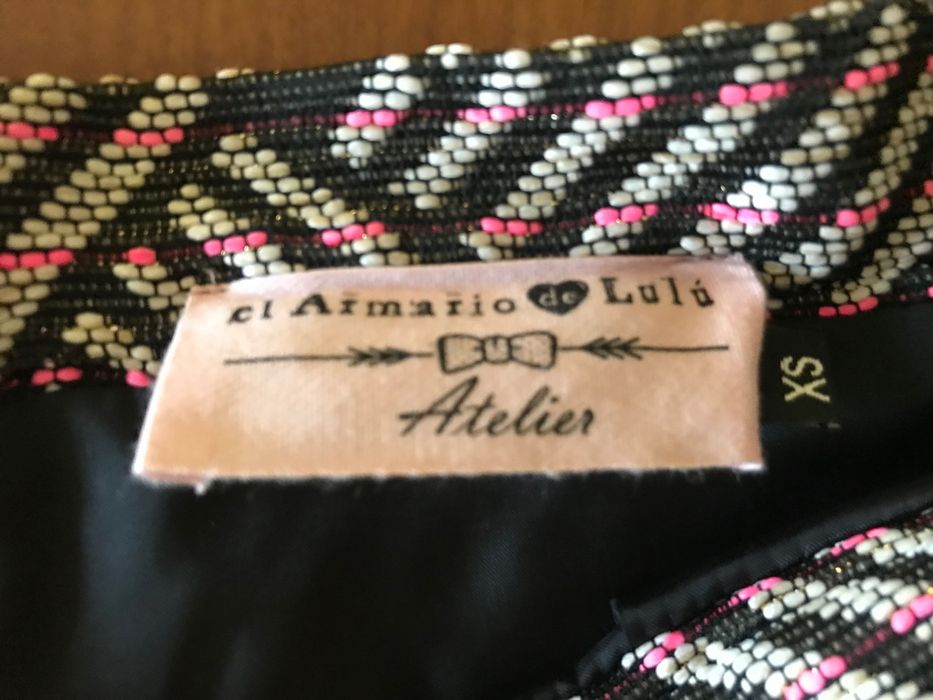 el Armario de Lulú
Atelier
XS